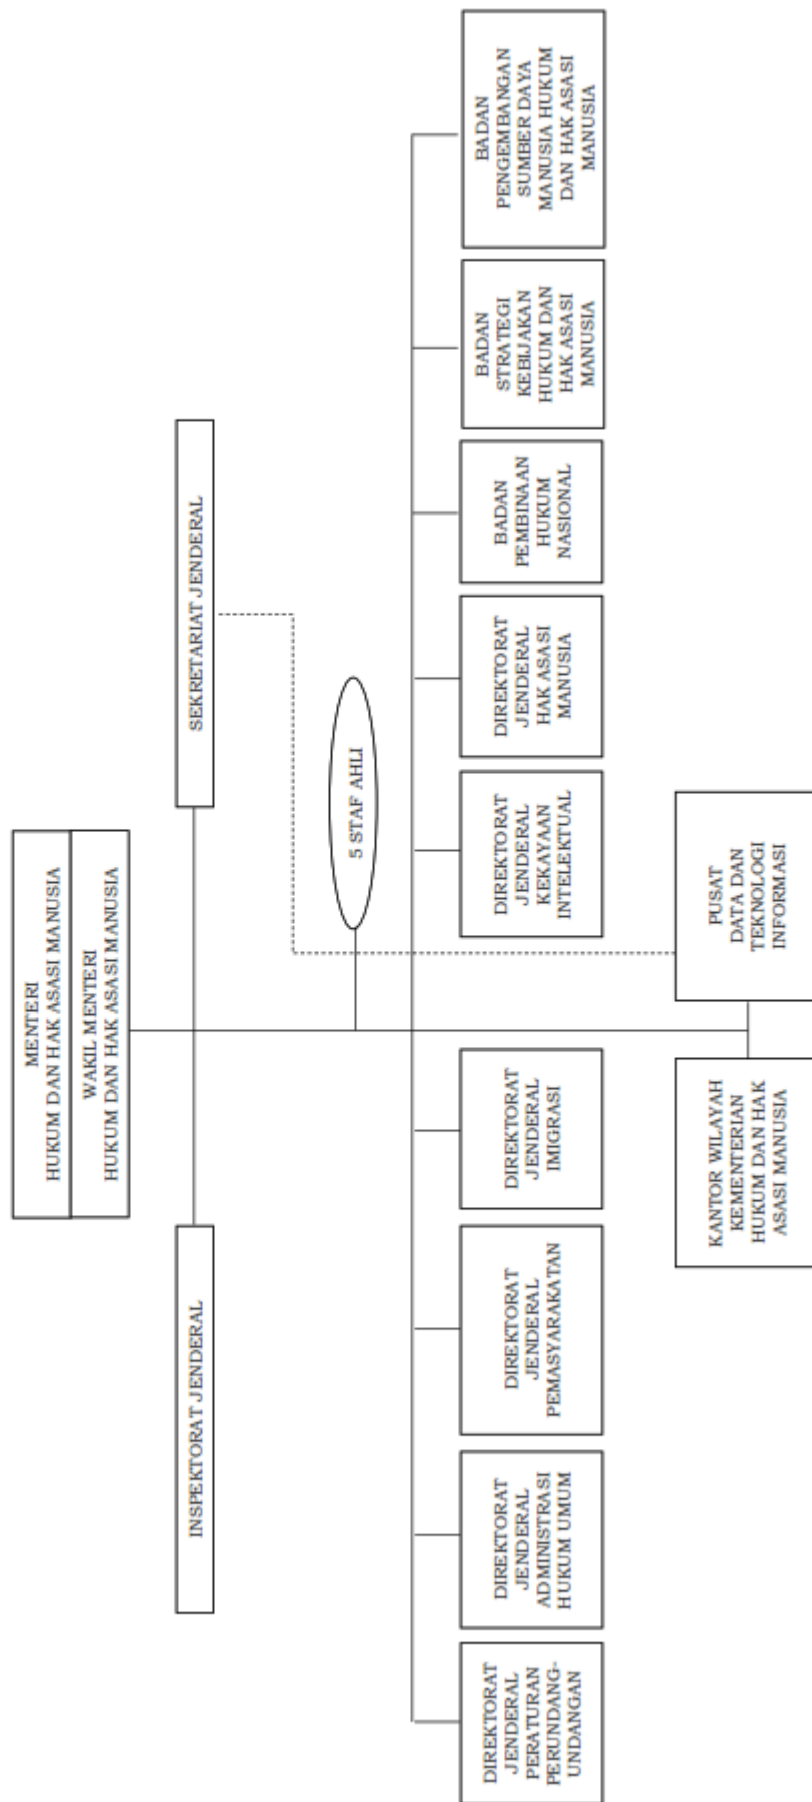 MENTERI
HUKUM DAN HAK ASASI MANUSIA
WAKIL MENTERI
HUKUM DAN HAK ASASI MANUSIA
INSPEKTORAT JENDERAL
SEKRETARIAT JENDERAL
5 STAF AHLI
DIREKTORAT
JENDERAL
PERATURAN
PERUNDANG-
UNDANGAN
DIREKTORAT
JENDERAL
ADMINISTRASI
HUKUM UMUM
DIREKTORAT
JENDERAL
PEMASYARAKATAN
DIREKTORAT
JENDERAL
IMIGRASI
DIREKTORAT
JENDERAL
KEKAYAAN
INTELEKTUAL
DIREKTORAT
JENDERAL
HAK ASASI
MANUSIA
BADAN
PEMBINAAN
HUKUM
NASIONAL
BADAN
STRATEGI
KEBIJAKAN
HUKUM DAN
HAK ASASI
MANUSIA
BADAN
PENGEMBANGAN
SUMBER DAYA
MANUSIA HUKUM
DAN HAK ASASI
MANUSIA
KANTOR WILAYAH
KEMENTERIAN
HUKUM DAN HAK
ASASI MANUSIA
PUSAT
DATA DAN
TEKNOLOGI
INFORMASI